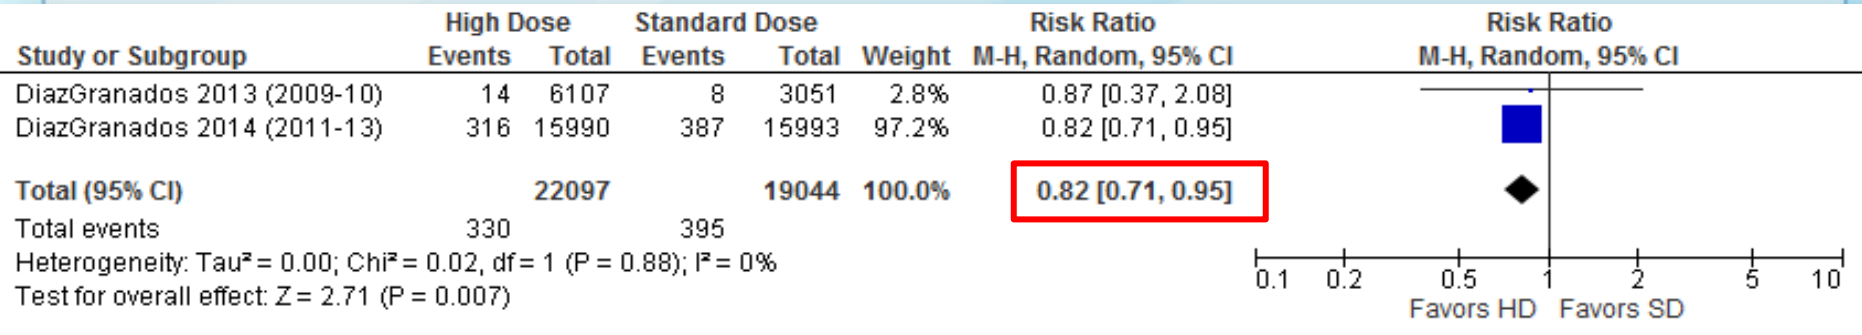 High Dose Standard Dose Risk Ratio Risk Ratio
Study or Subgroup Events Total Events Total Weight M-H, Random, 95% CI M-H, Random, 95% CI
DiazGranados 2013 (2009-10) 14 6107 8 3051 2.8% 0.87 [0.37, 2.08]
DiazGranados 2014 (2011-13) 316 15990 387 15993 97.2% 0.82 [0.71, 0.95]
Total (95% CI) 22097 19044 100.0% 0.82 [0.71, 0.95]
Total events 330 395
Heterogeneity: Tau² = 0.00; Chi² = 0.02, df = 1 (P = 0.88); I² = 0%
Test for overall effect: Z = 2.71 (P = 0.007)
0.1 0.2 0.5 1 2 5 10
Favors HD Favors SD